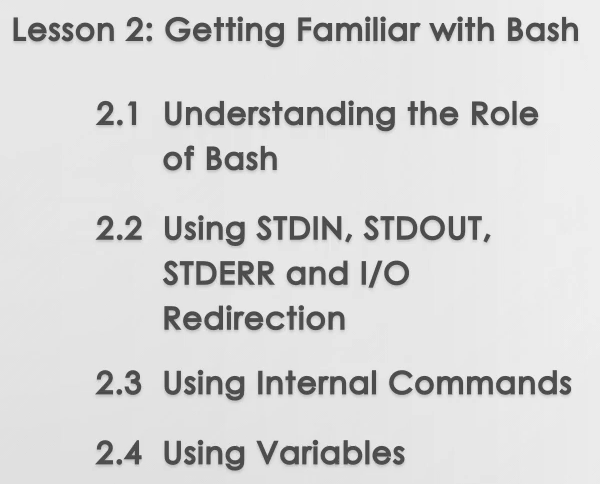 Lesson 2: Getting Familiar with Bash
2.1 Understanding the Role
of Bash
2.2 Using STDIN, STDOUT,
STDERR and I/O
Redirection
2.3 Using Internal Commands
2.4 Using Variables